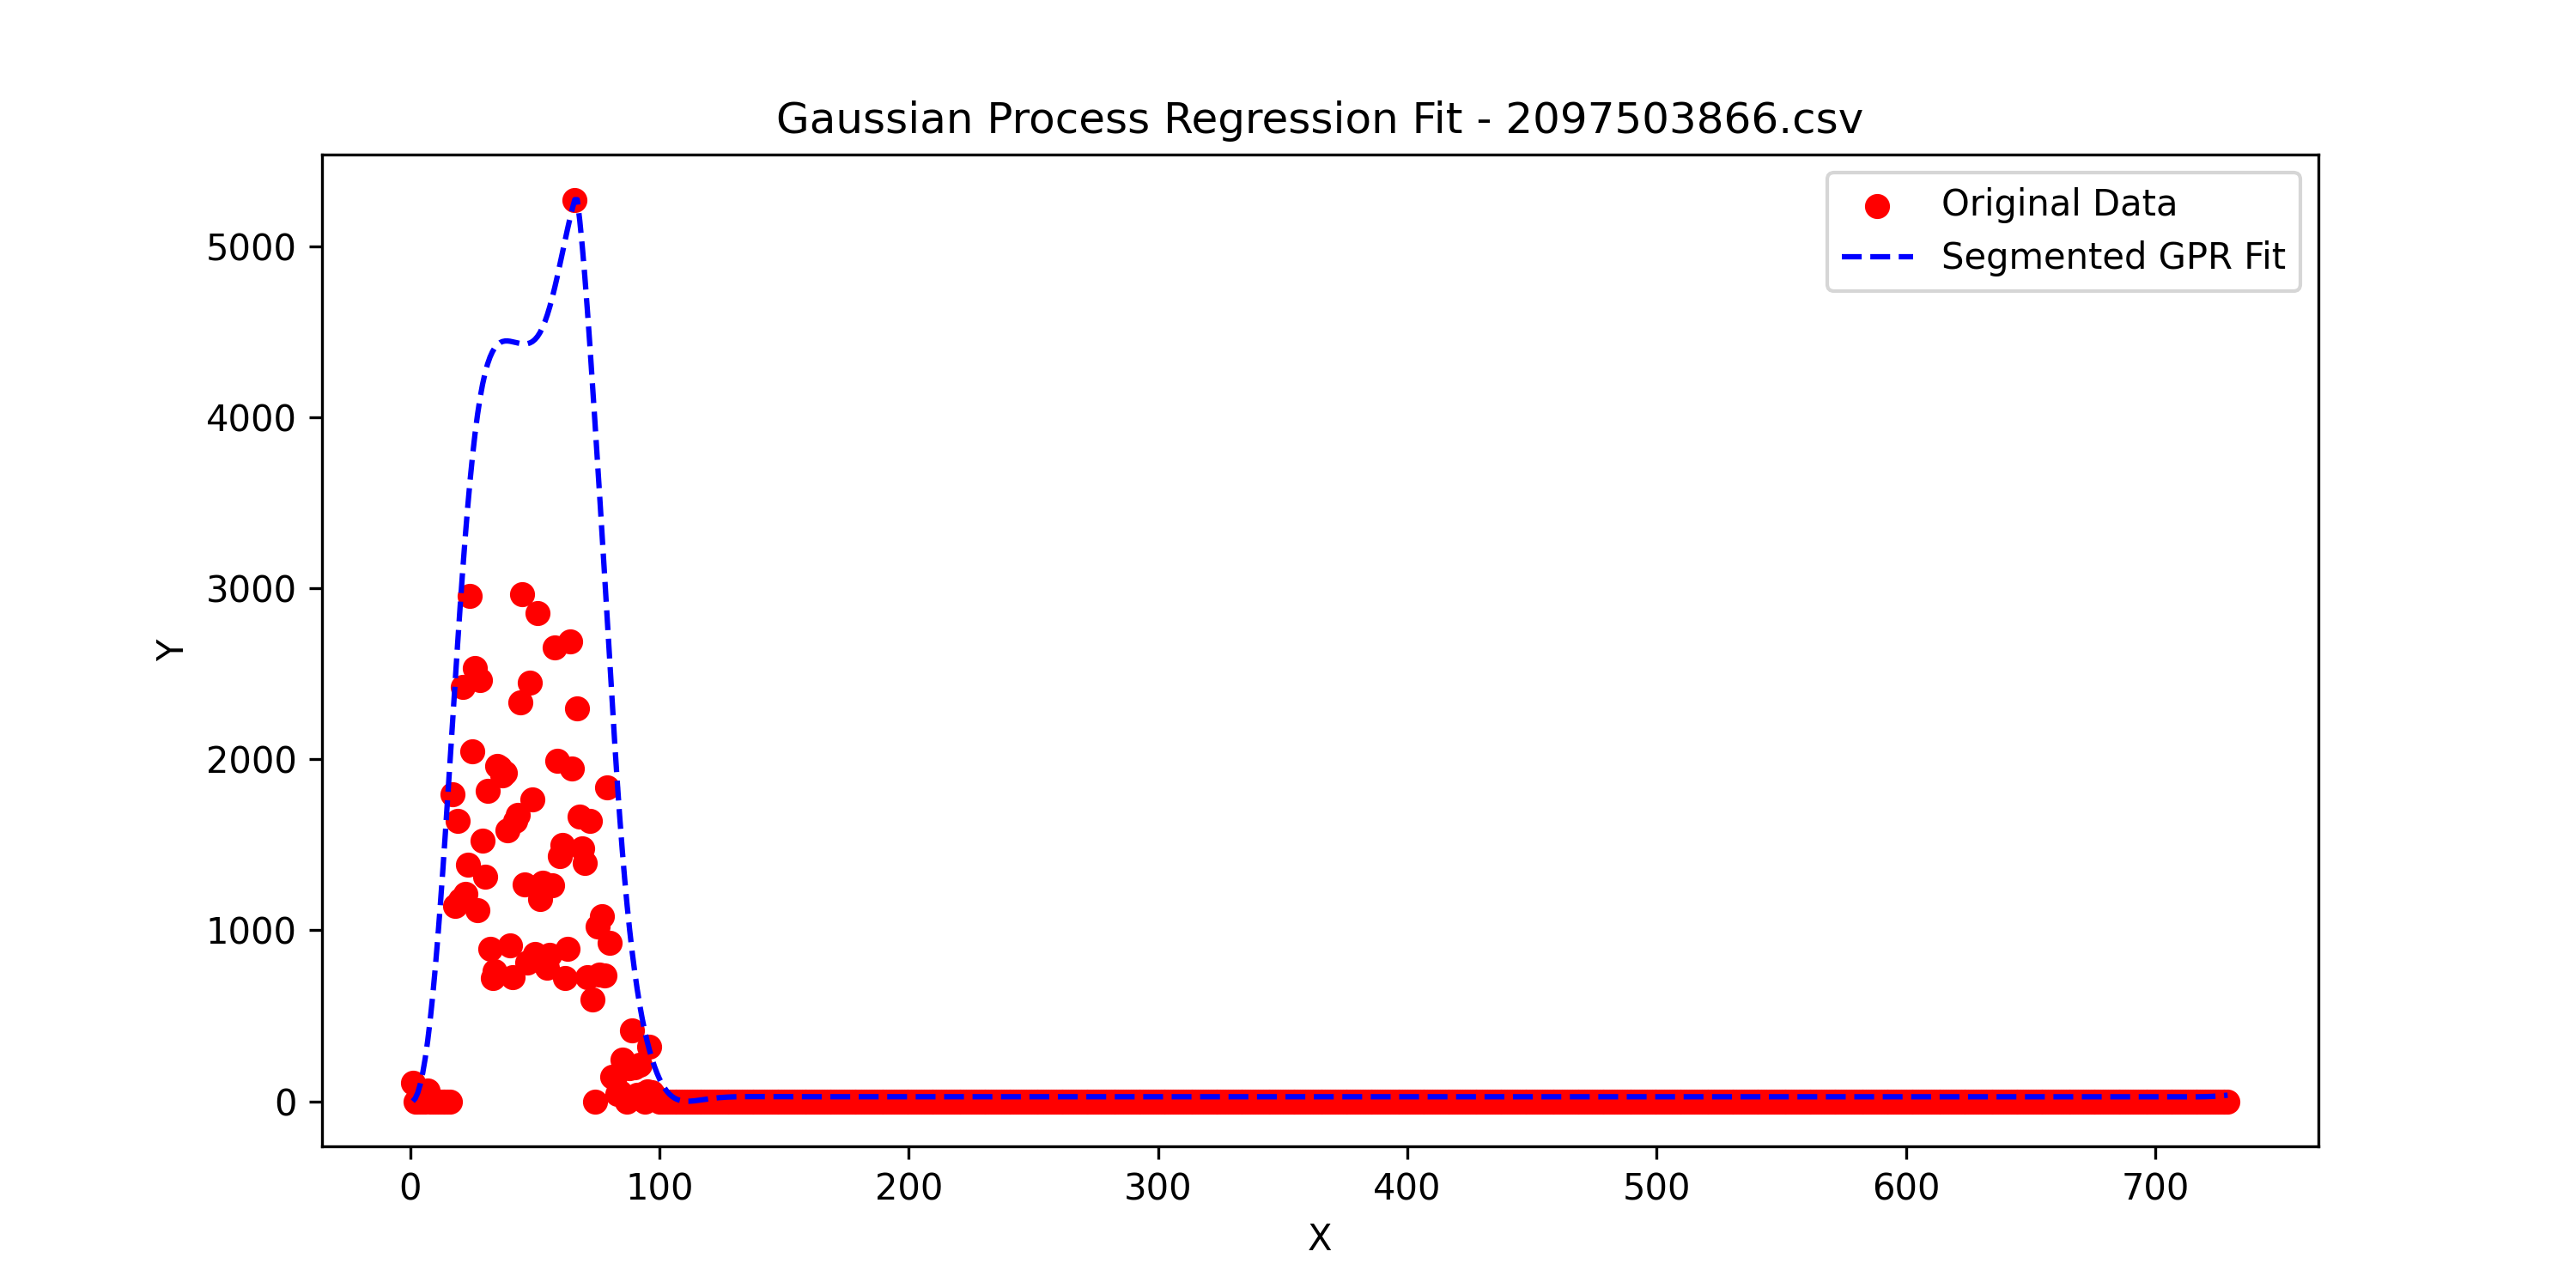 Gaussian Process Regression Fit - 2097503866.csv
Original Data
Segmented GPR Fit
5000
4000
3000
2000
1000
0
Y
0 100 200 300 400 500 600 700
X